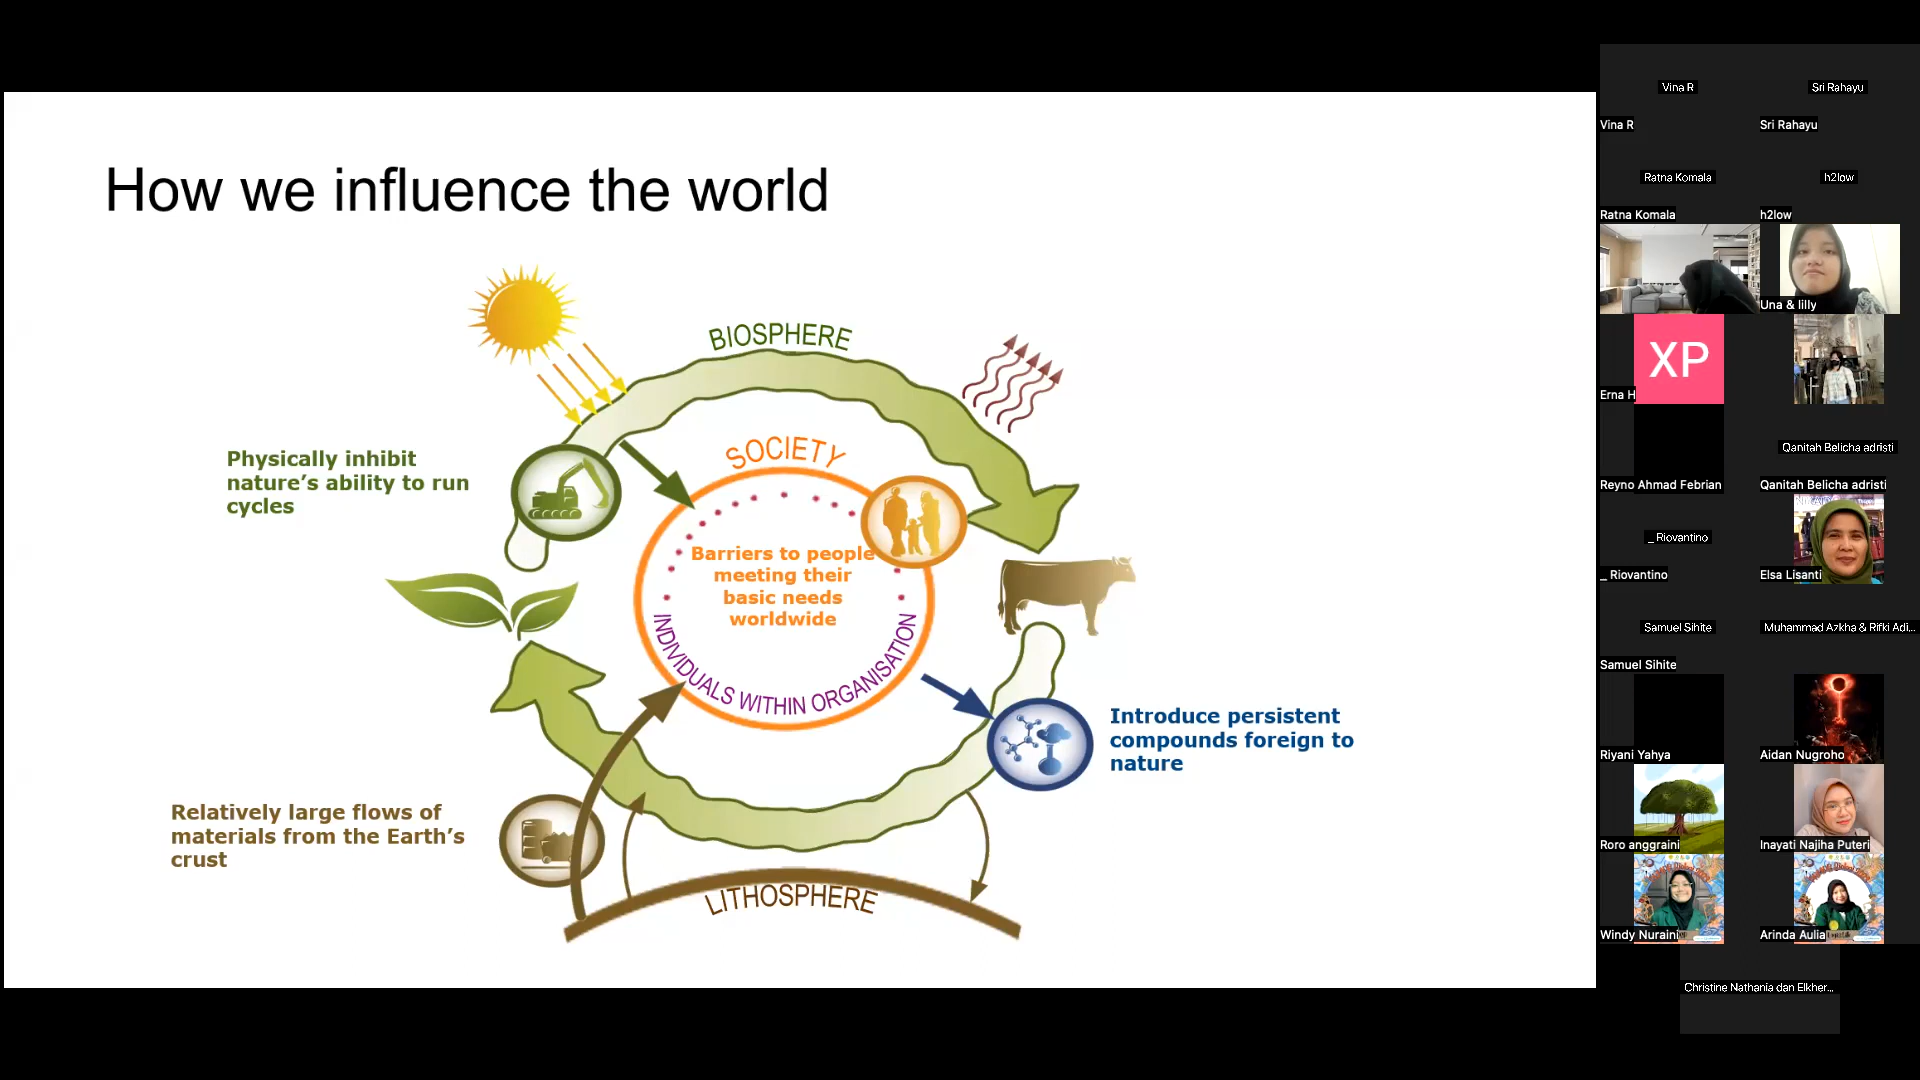 How we influence the world
BIOSPHERE
SOCIETY
Physically inhibit
nature's ability to run
cycles
Barriers to people
meeting their
basic needs
worldwide
INDIVIDUALS WITHIN ORGANISATION
Introduce persistent
compounds foreign to
nature
Relatively large flows of
materials from the Earth's
crust
LITHOSPHERE
Vina R
Sri Rahayu
Vina R
Sri Rahayu
Ratna Komala
h2low
Ratna Komala
h2low
Una & lilly
XP
Erna H
Qanitah Belicha adristi
Reyno Ahmad Febrian
Qanitah Belicha adristi
_ Riovantino
_ Riovantino
Elsa Lisanti
Samuel Sihite
Muhammad Azkha & Rifki Adi...
Samuel Sihite
Riyani Yahya
Aidan Nugroho
Roro anggraini
Inayati Najiha Puteri
Windy Nuraini
Arinda Aulia
Christine Nathania dan Elkher...